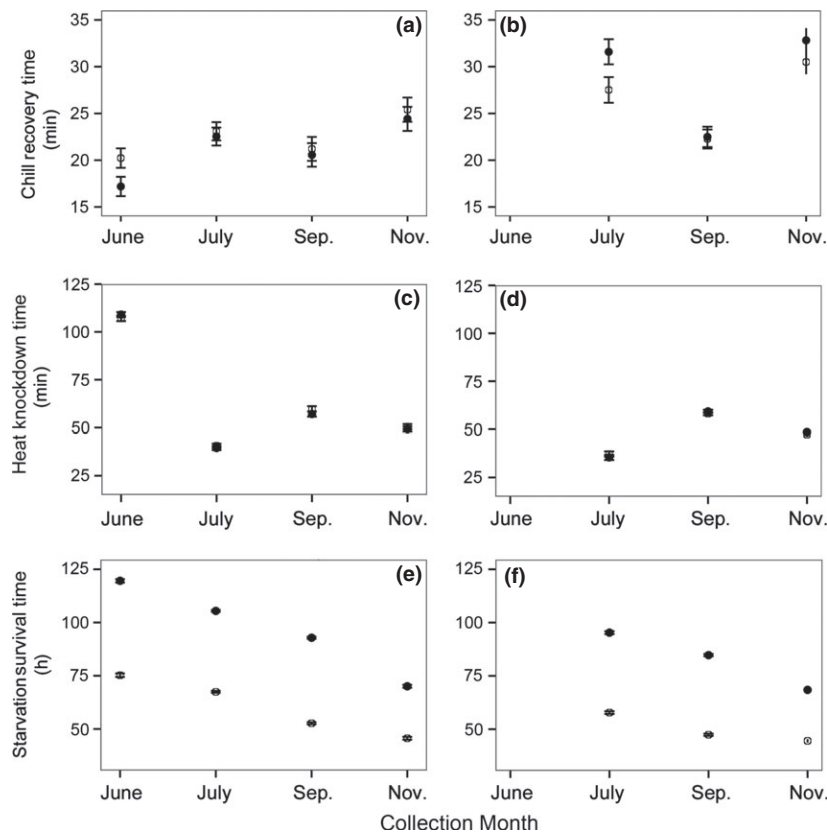 (a)
(b)
Chill recovery time
(min)
35
30
25
20
15
June July Sep. Nov.
35
30
25
20
15
June July Sep. Nov.
(c)
(d)
Heat knockdown time
(min)
125
100
75
50
25
June July Sep. Nov.
125
100
75
50
25
June July Sep. Nov.
(e)
(f)
Starvation survival time
(h)
125
100
75
50
June July Sep. Nov.
125
100
75
50
June July Sep. Nov.
Collection Month